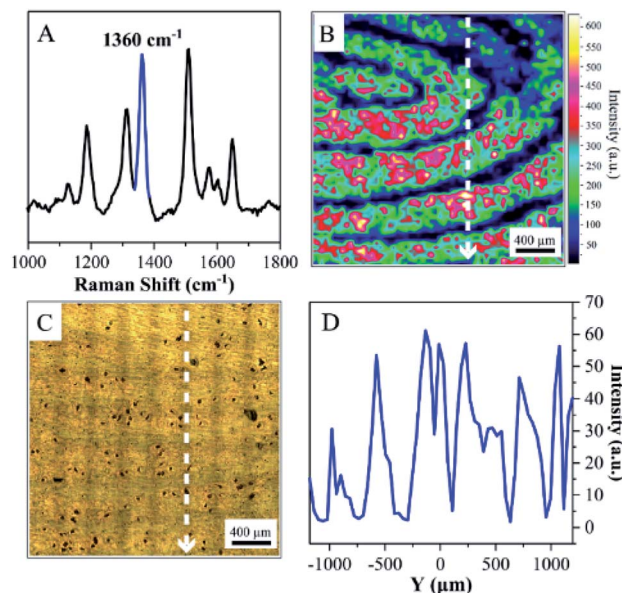 A
1360 cm⁻¹
1000 1200 1400 1600 1800
Raman Shift (cm⁻¹)
B
400 µm
600
550
500
450
400
350
300
250
200
150
100
50
Intensity (a.u.)
C
400 µm
D
70
60
50
40
30
20
10
0
Intensity (a.u.)
-1000 -500 0 500 1000
Y (µm)